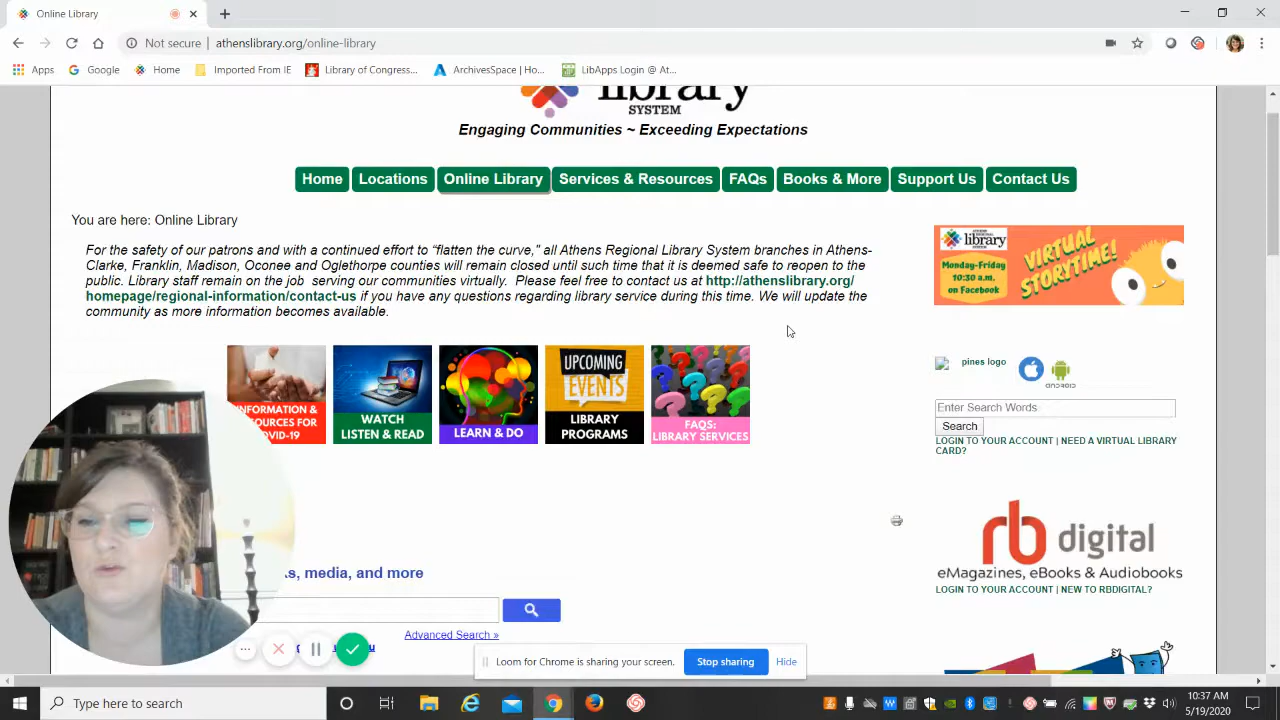 Online Library
Not secure | athenslibrary.org/online-library
Apps Google Home Imported From IE Library of Congress... ArchivesSpace | Ho... LibApps Login @ At...
library
SYSTEM
Engaging Communities ~ Exceeding Expectations
Home Locations Online Library Services & Resources FAQs Books & More Support Us Contact Us
You are here: Online Library
For the safety of our patrons and with a continued effort to "flatten the curve," all Athens Regional Library System branches in Athens-
Clarke, Franklin, Madison, Oconee and Oglethorpe counties will remain closed until such time that it is deemed safe to reopen to the
public. Library staff remain on the job serving our communities virtually. Please feel free to contact us at http://athenslibrary.org/
homepage/regional-information/contact-us if you have any questions regarding library service during this time. We will update the
community as more information becomes available.
INFORMATION &
OURCES FOR
OVID-19
WATCH
LISTEN & READ
LEARN & DO
UPCOMING
EVENTS
LIBRARY
PROGRAMS
FAQS:
LIBRARY SERVICES
library
Monday-Friday
10:30 a.m.
on Facebook
VIRTUAL
STORYTIME!
pines logo
ANDROID
Enter Search Words
Search
LOGIN TO YOUR ACCOUNT | NEED A VIRTUAL LIBRARY
CARD?
rb digital
eMagazines, eBooks & Audiobooks
LOGIN TO YOUR ACCOUNT | NEW TO RBDIGITAL?
s, media, and more
Advanced Search »
Loom for Chrome is sharing your screen. Stop sharing Hide
Type here to search
10:37 AM
5/19/2020